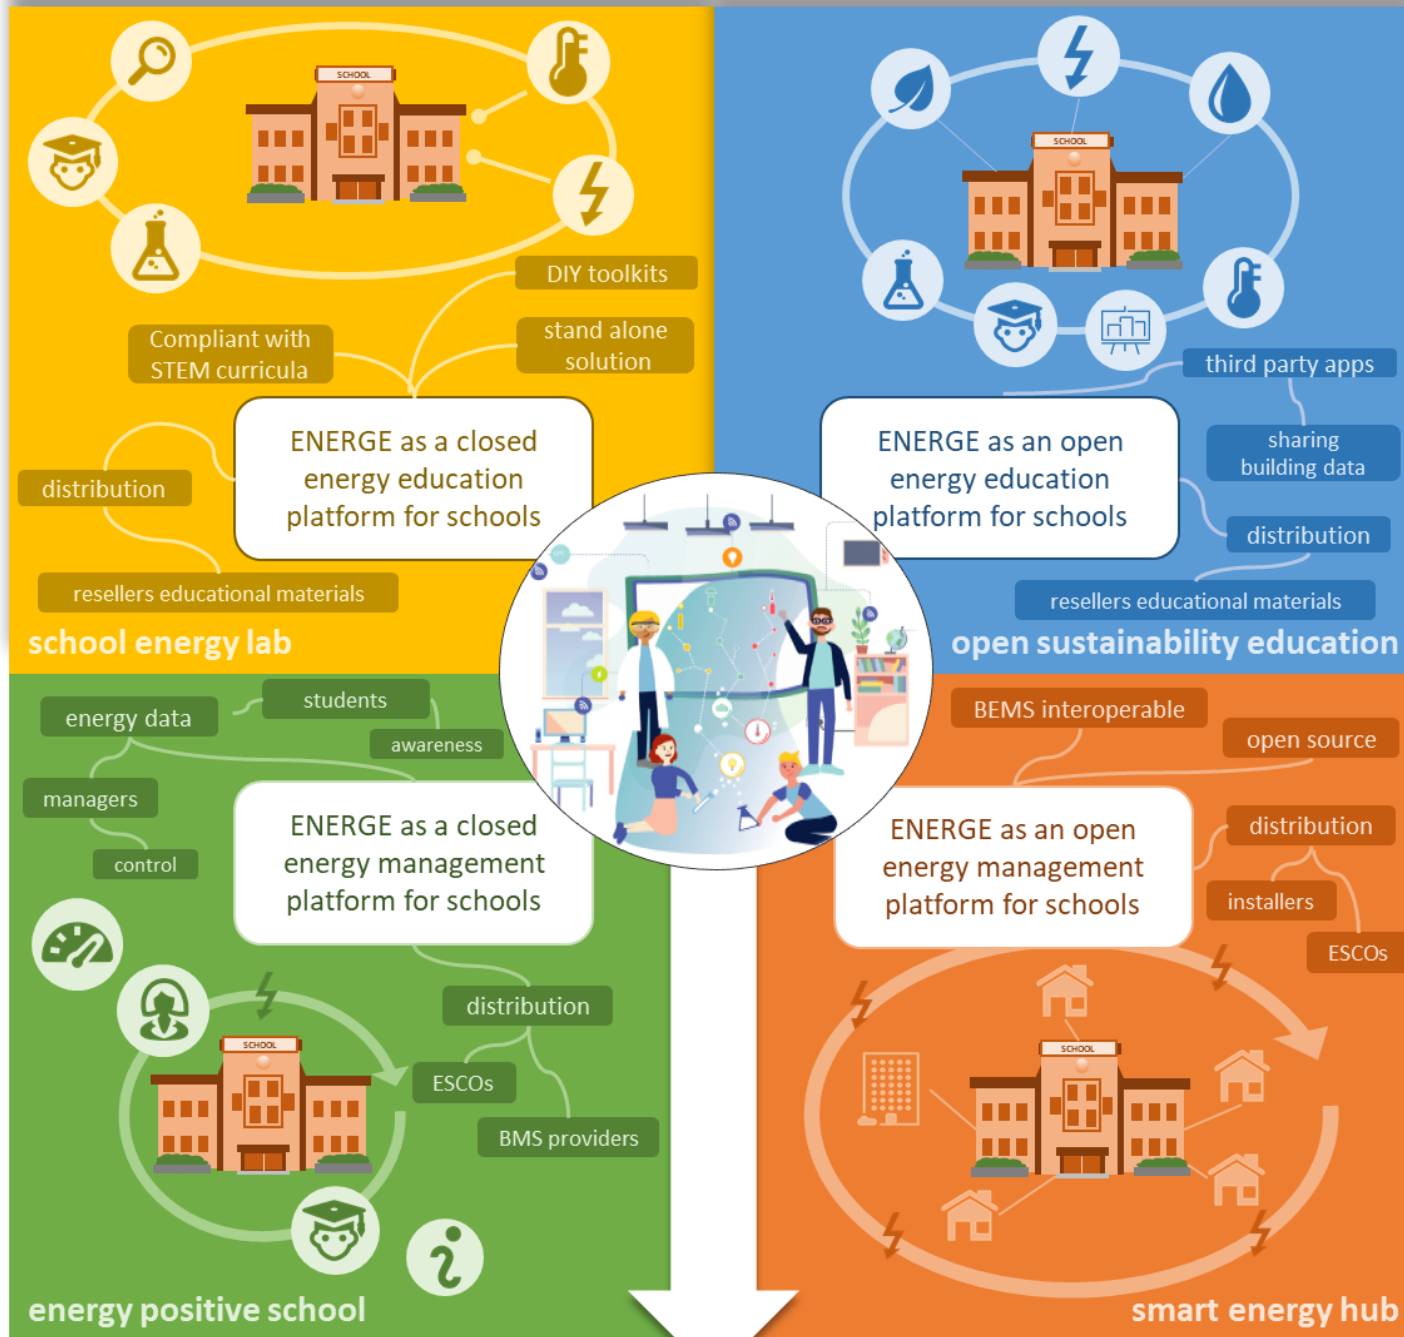 SCHOOL
DIY toolkits
Compliant with
STEM curricula
stand alone
solution
ENERGE as a closed
energy education
platform for schools
distribution
resellers educational materials
school energy lab
SCHOOL
third party apps
ENERGE as an open
energy education
platform for schools
sharing
building data
distribution
resellers educational materials
open sustainability education
students
energy data
awareness
managers
control
ENERGE as a closed
energy management
platform for schools
distribution
SCHOOL
ESCOs
BMS providers
energy positive school
BEMS interoperable
open source
ENERGE as an open
energy management
platform for schools
distribution
installers
ESCOs
SCHOOL
smart energy hub